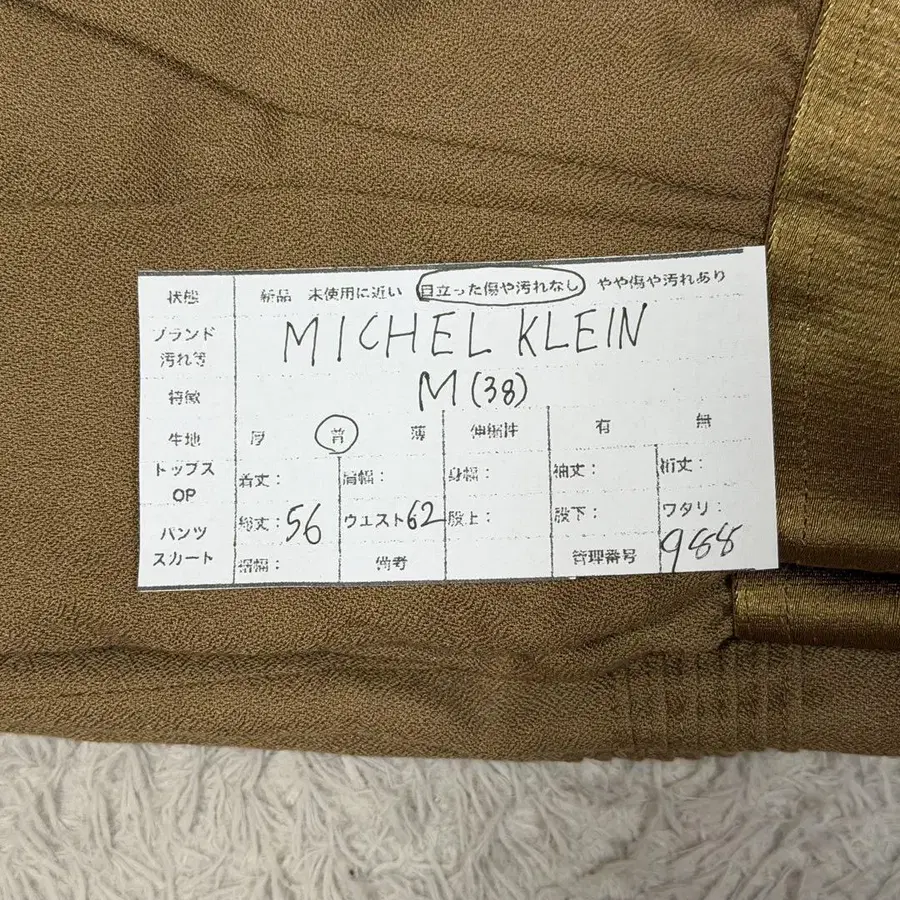 状態 新品 未使用に近い 目立った傷や汚れなし やや傷や汚れあり
ブランド MICHEL KLEIN
汚れ等
特徴 M(38)
生地 厚 普 薄 伸縮性 有 無
トップス OP 着丈： 肩幅： 身幅： 袖丈： 裄丈：
パンツ 総丈：56 ウエスト62 股上： 股下： ワタリ：
スカート 裾幅： 備考 管理番号 988